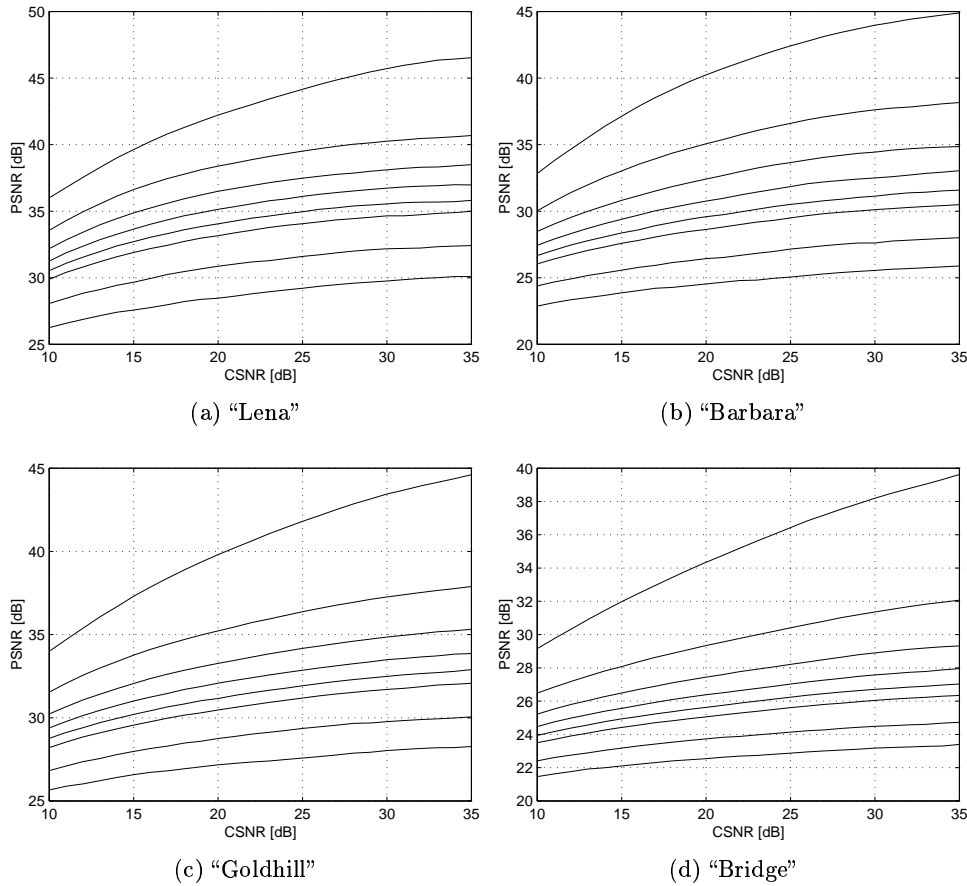 50
45
40
35
30
25
PSNR [dB]
10 15 20 25 30 35
CSNR [dB]
(a) “Lena”
45
40
35
30
25
20
PSNR [dB]
10 15 20 25 30 35
CSNR [dB]
(b) “Barbara”
45
40
35
30
25
PSNR [dB]
10 15 20 25 30 35
CSNR [dB]
(c) “Goldhill”
40
38
36
34
32
30
28
26
24
22
20
PSNR [dB]
10 15 20 25 30 35
CSNR [dB]
(d) “Bridge”